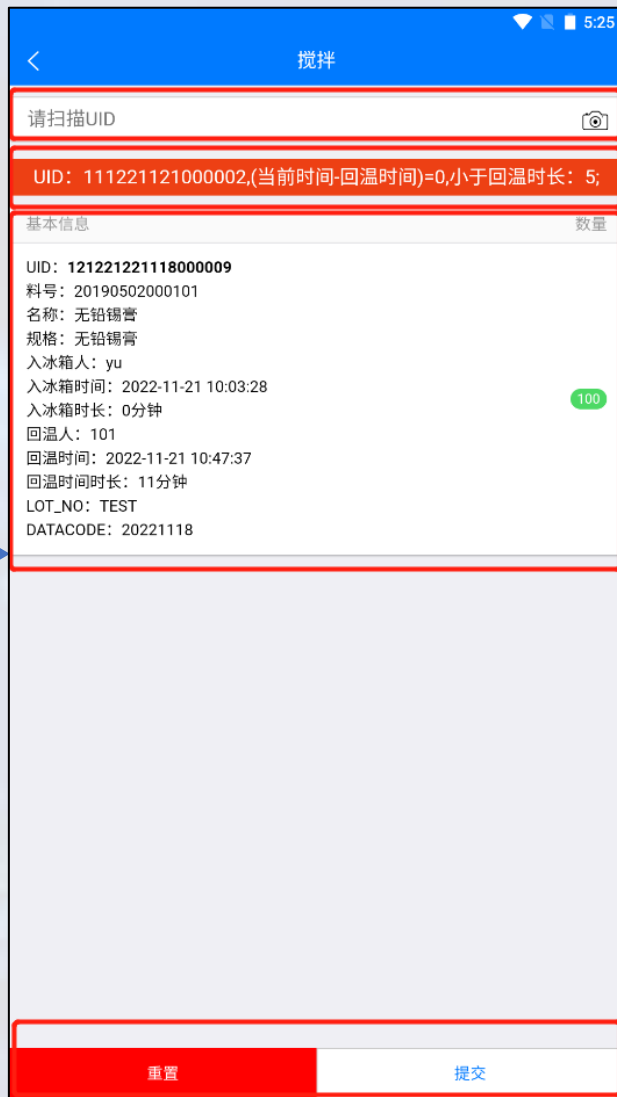 5:25
搅拌
请扫描UID
UID：111221121000002,(当前时间-回温时间)=0,小于回温时长：5;
基本信息 数量
UID：121221221118000009
料号：20190502000101
名称：无铅锡膏
规格：无铅锡膏
入冰箱人：yu
入冰箱时间：2022-11-21 10:03:28
入冰箱时长：0分钟
100
回温人：101
回温时间：2022-11-21 10:47:37
回温时间时长：11分钟
LOT_NO：TEST
DATACODE：20221118
重置 提交